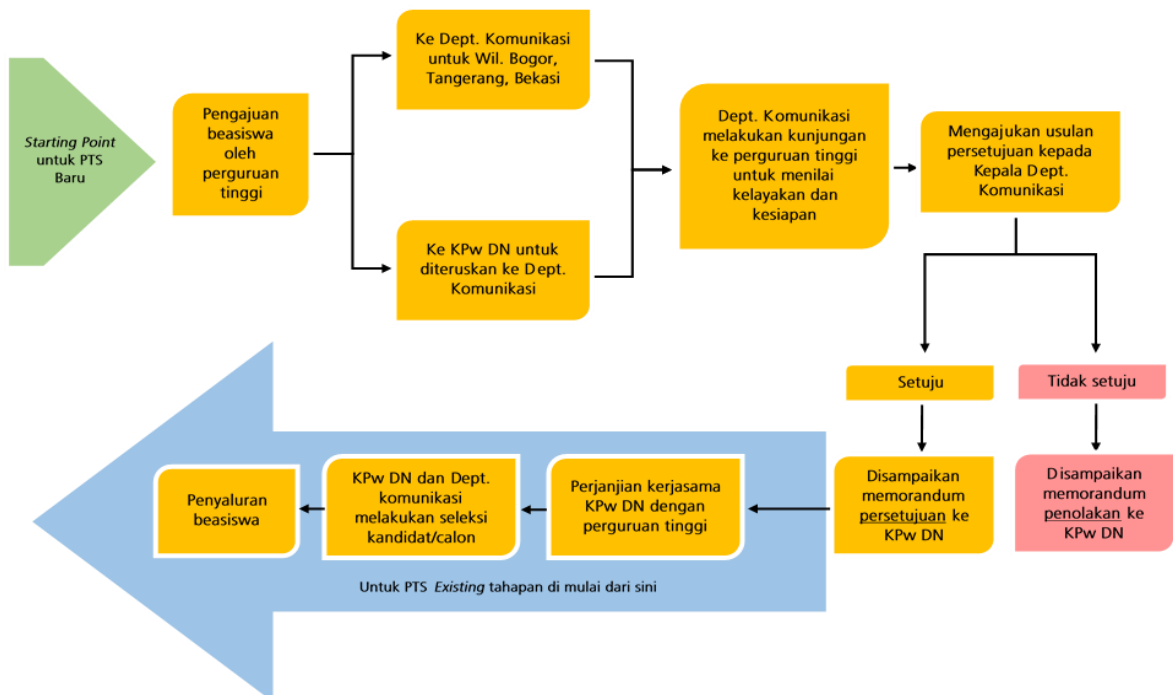 Starting Point
untuk PTS
Baru
Pengajuan
beasiswa
oleh
perguruan
tinggi
Ke Dept. Komunikasi
untuk Wil. Bogor,
Tangerang, Bekasi
Ke KPw DN untuk
diteruskan ke Dept.
Komunikasi
Dept. Komunikasi
melakukan kunjungan
ke perguruan tinggi
untuk menilai
kelayakan dan
kesiapan
Mengajukan usulan
persetujuan kepada
Kepala Dept.
Komunikasi
Setuju
Tidak setuju
Disampaikan
memorandum
persetujuan ke
KPw DN
Disampaikan
memorandum
penolakan ke
KPw DN
Perjanjian kerjasama
KPw DN dengan
perguruan tinggi
KPw DN dan Dept.
komunikasi
melakukan seleksi
kandidat/calon
Penyaluran
beasiswa
Untuk PTS Existing tahapan di mulai dari sini